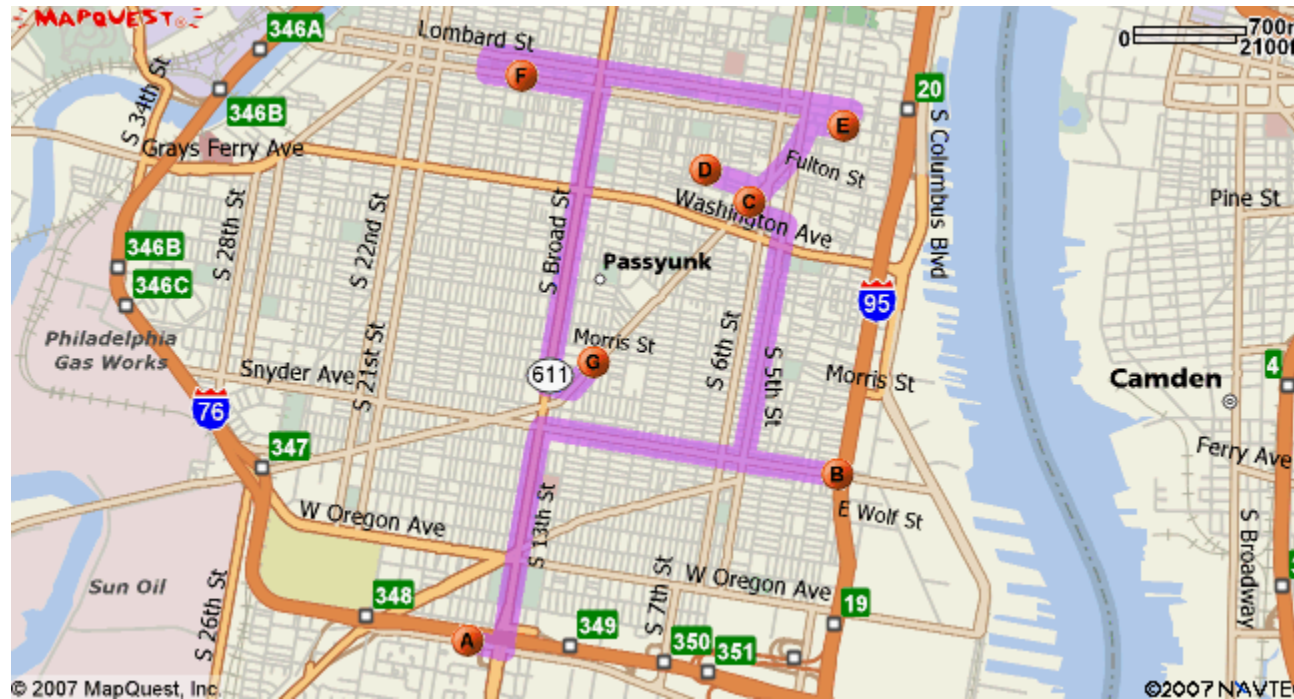 MAPQUEST
346A
Lombard St
0 700m
2100f
F
20
S 34th St
346B
E
S Columbus Blvd
Grays Ferry Ave
D
Fulton St
C
Washington Ave
Pine St
S 28th St
S 22nd St
S Broad St
346B
Passyunk
346C
95
Philadelphia
Gas Works
Morris St
G
S 6th St
S 5th St
Snyder Ave
S 21st St
611
Morris St
4
Camden
76
347
B
Ferry Ave
S 13th St
E Wolf St
W Oregon Ave
S Broadway
Sun Oil
S 26th St
S 7th St
W Oregon Ave
348
19
A
349
350
351
© 2007 MapQuest, Inc.
©2007 NAVTE